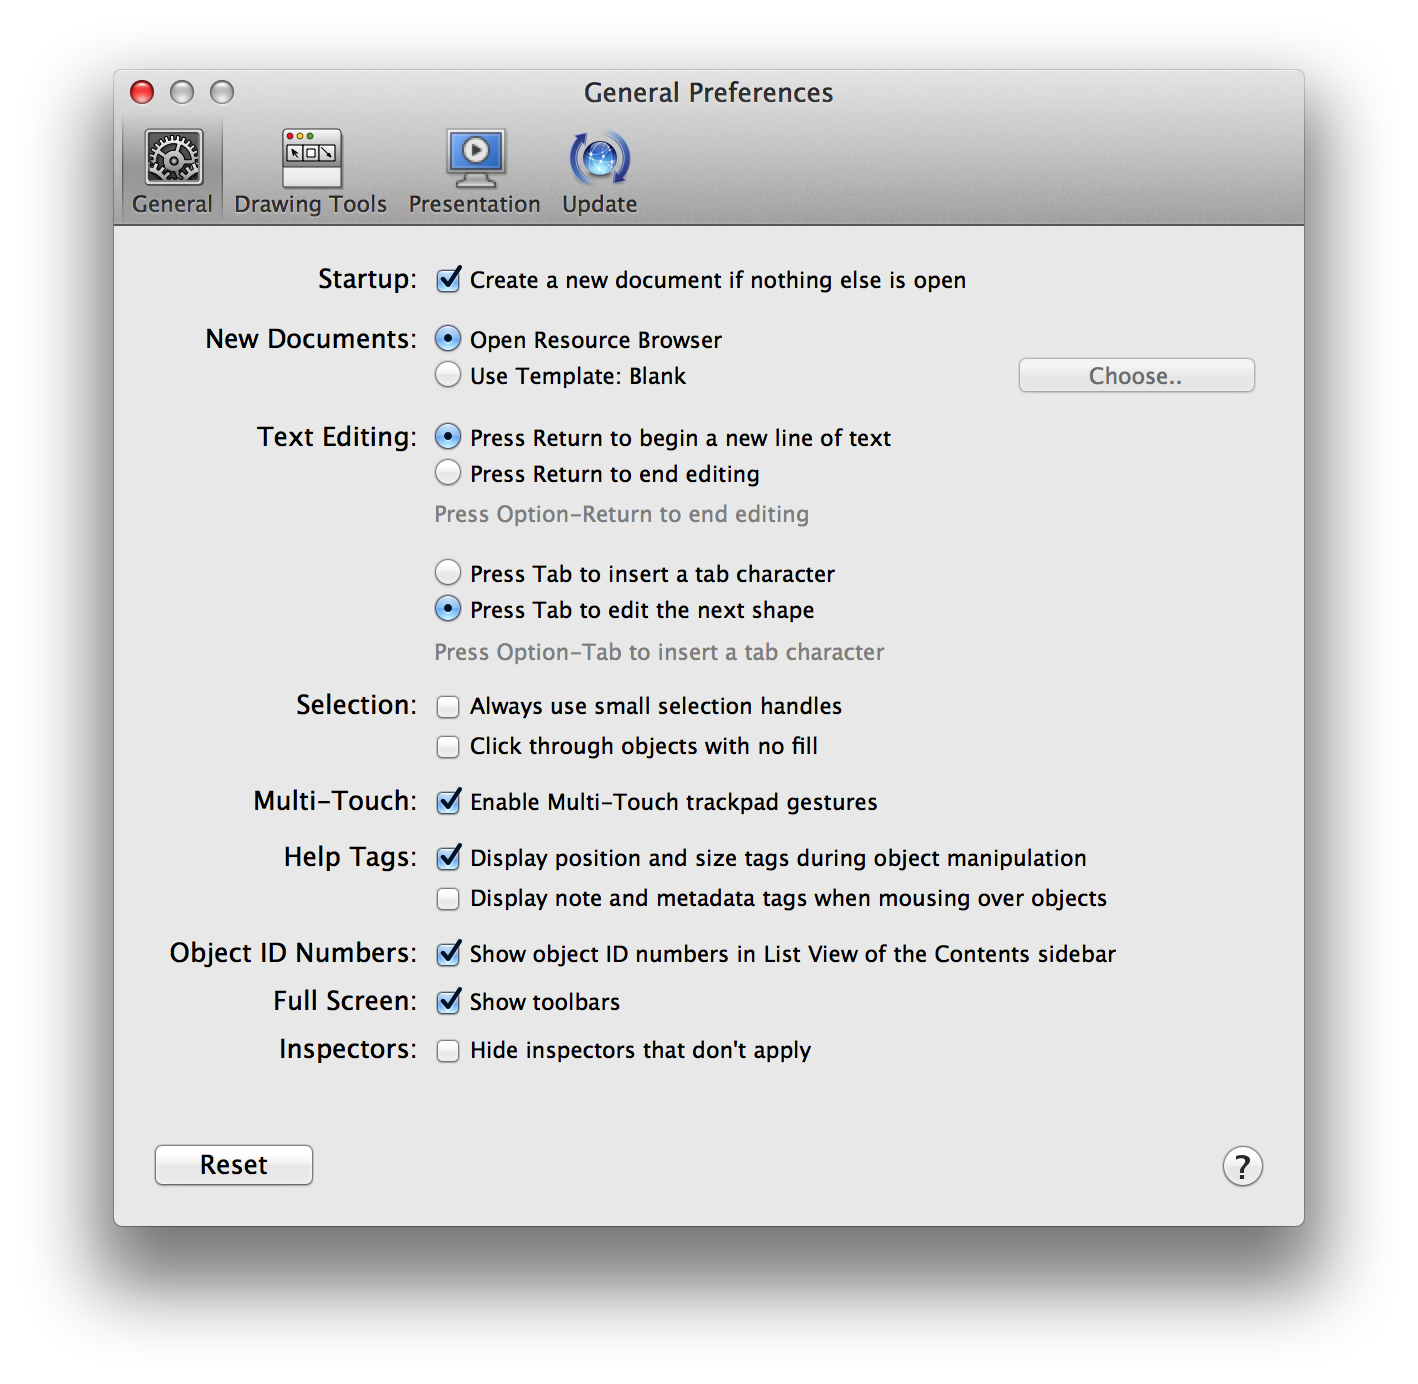 General Preferences
General Drawing Tools Presentation Update
Startup: Create a new document if nothing else is open
New Documents: Open Resource Browser
Use Template: Blank Choose..
Text Editing: Press Return to begin a new line of text
Press Return to end editing
Press Option-Return to end editing
Press Tab to insert a tab character
Press Tab to edit the next shape
Press Option-Tab to insert a tab character
Selection: Always use small selection handles
Click through objects with no fill
Multi-Touch: Enable Multi-Touch trackpad gestures
Help Tags: Display position and size tags during object manipulation
Display note and metadata tags when mousing over objects
Object ID Numbers: Show object ID numbers in List View of the Contents sidebar
Full Screen: Show toolbars
Inspectors: Hide inspectors that don't apply
Reset ?